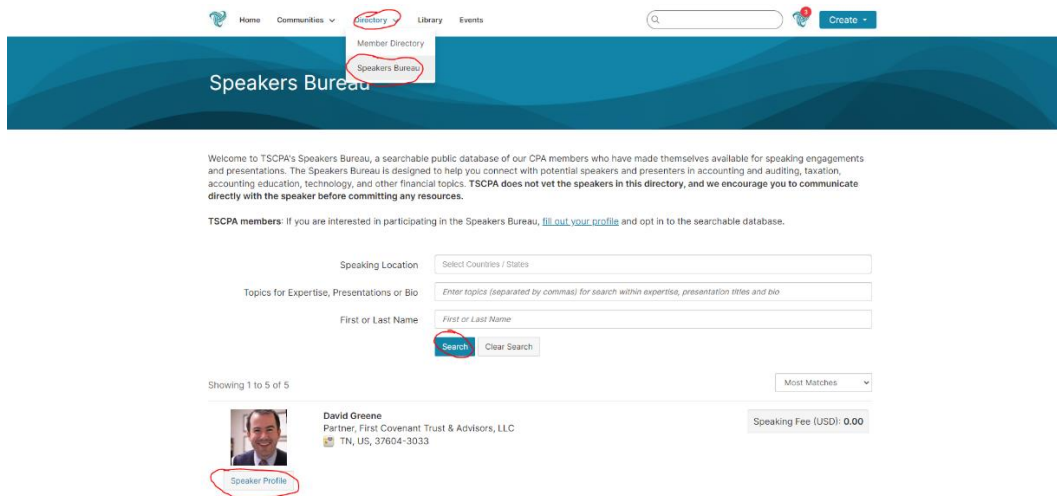 Home Communities Directory Library Events
3
Create
Member Directory
Speakers Bureau
Speakers Bureau
Welcome to TSCPA's Speakers Bureau, a searchable public database of our CPA members who have made themselves available for speaking engagements
and presentations. The Speakers Bureau is designed to help you connect with potential speakers and presenters in accounting and auditing, taxation,
accounting education, technology, and other financial topics. TSCPA does not vet the speakers in this directory, and we encourage you to communicate
directly with the speaker before committing any resources.
TSCPA members: If you are interested in participating in the Speakers Bureau, fill out your profile and opt in to the searchable database.
Speaking Location
Select Countries / States
Topics for Expertise, Presentations or Bio
Enter topics (separated by commas) for search within expertise, presentation titles and bio
First or Last Name
First or Last Name
Search Clear Search
Showing 1 to 5 of 5
Most Matches
David Greene
Partner, First Covenant Trust & Advisors, LLC
TN, US, 37604-3033
Speaking Fee (USD): 0.00
Speaker Profile